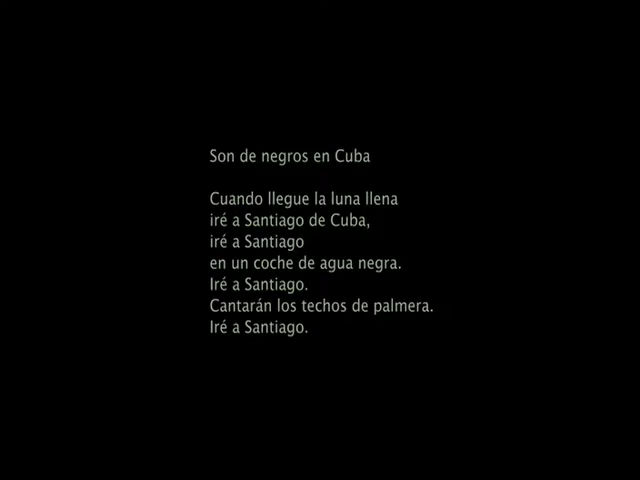 Son de negros en Cuba
Cuando llegue la luna llena
iré a Santiago de Cuba,
iré a Santiago
en un coche de agua negra.
Iré a Santiago.
Cantarán los techos de palmera.
Iré a Santiago.